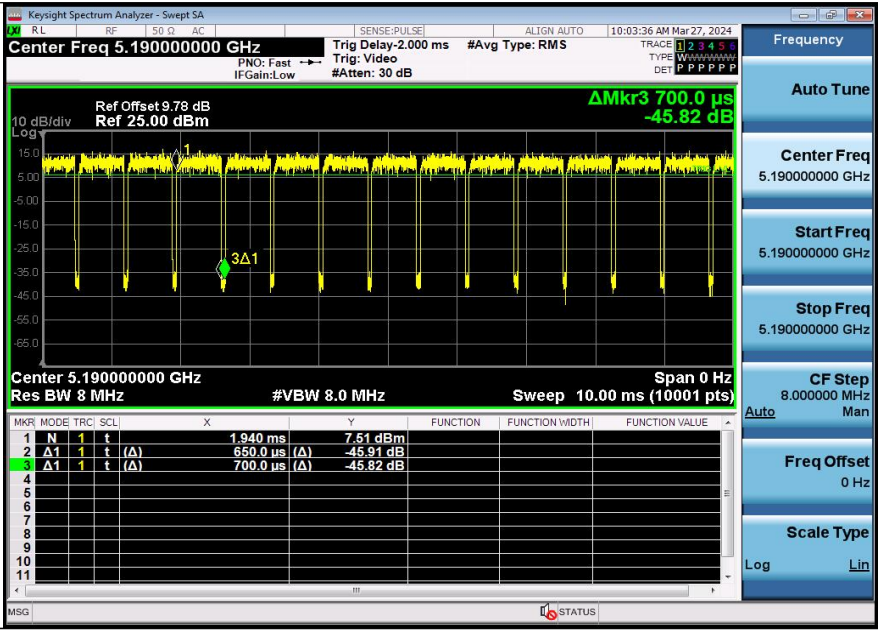 Keysight Spectrum Analyzer - Swept SA
LXI RL RF 50 Ω AC SENSE:PULSE ALIGN AUTO 10:03:36 AM Mar 27, 2024
Center Freq 5.190000000 GHz
PNO: Fast
IFGain:Low
Trig Delay-2.000 ms
Trig: Video
#Atten: 30 dB
#Avg Type: RMS
TRACE 1 2 3 4 5 6
TYPE WWWWWW
DET P P P P P P
ΔMkr3 700.0 µs
-45.82 dB
Ref Offset 9.78 dB
10 dB/div Ref 25.00 dBm
Log
15.0
5.00
-5.00
-15.0
-25.0
-35.0
-45.0
-55.0
-65.0
1
3Δ1
Center 5.190000000 GHz Span 0 Hz
Res BW 8 MHz #VBW 8.0 MHz Sweep 10.00 ms (10001 pts)
MKR MODE TRC SCL X Y FUNCTION FUNCTION WIDTH FUNCTION VALUE
1 N 1 t 1.940 ms 7.51 dBm
2 Δ1 1 t (Δ) 650.0 µs (Δ) -45.91 dB
3 Δ1 1 t (Δ) 700.0 µs (Δ) -45.82 dB
4
5
6
7
8
9
10
11
MSG STATUS
Frequency
Auto Tune
Center Freq
5.190000000 GHz
Start Freq
5.190000000 GHz
Stop Freq
5.190000000 GHz
CF Step
8.000000 MHz
Auto Man
Freq Offset
0 Hz
Scale Type
Log Lin